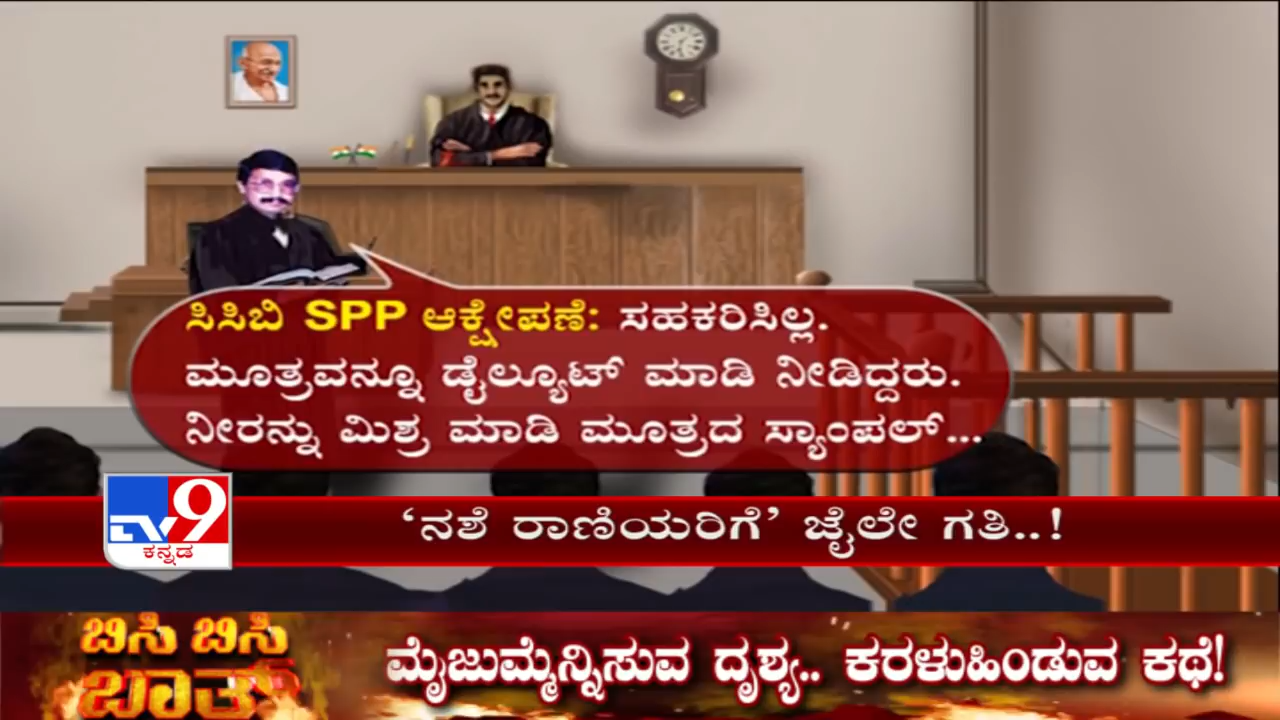 ಸಿಸಿಬಿ SPP ಆಕ್ಷೇಪಣೆ: ಸಹಕರಿಸಿಲ್ಲ.
ಮೂತ್ರವನ್ನೂ ಡೈಲ್ಯೂಟ್ ಮಾಡಿ ನೀಡಿದ್ದರು.
ನೀರನ್ನು ಮಿಶ್ರ ಮಾಡಿ ಮೂತ್ರದ ಸ್ಯಾಂಪಲ್...
TV9
ಕನ್ನಡ
‘ನಶೆ ರಾಣಿಯರಿಗೆ’ ಜೈಲೇ ಗತಿ..!
ಬಿಸಿ ಬಿಸಿ
ಬಾತ್
ಮೈಜುಮ್ಮೆನ್ನಿಸುವ ದೃಶ್ಯ.. ಕರಳುಹಿಂಡುವ ಕಥೆ!